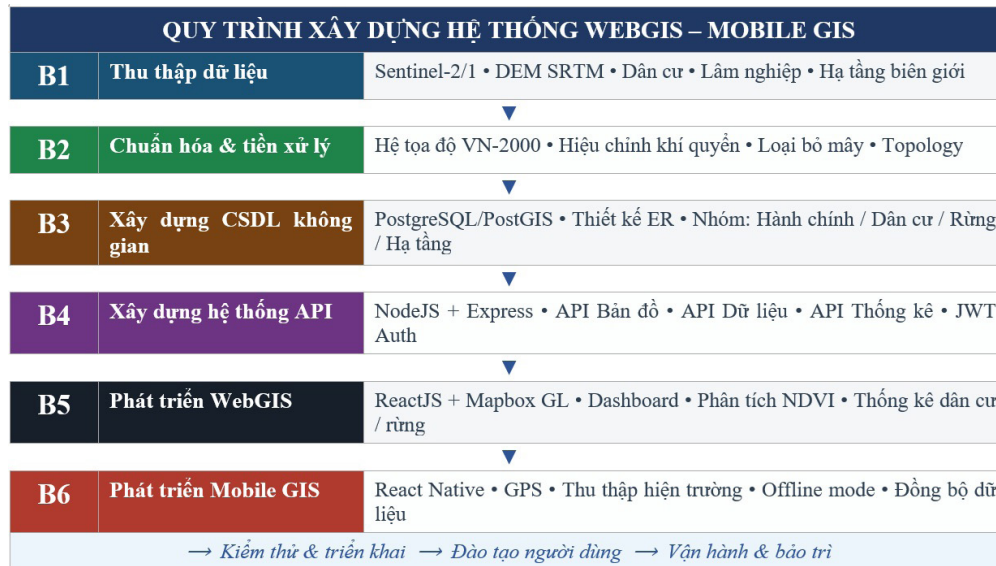 QUY TRÌNH XÂY DỰNG HỆ THỐNG WEBGIS – MOBILE GIS
B1 Thu thập dữ liệu Sentinel-2/1 • DEM SRTM • Dân cư • Lâm nghiệp • Hạ tầng biên giới
▼
B2 Chuẩn hóa & tiền xử lý Hệ tọa độ VN-2000 • Hiệu chỉnh khí quyển • Loại bỏ mây • Topology
▼
B3 Xây dựng CSDL không gian PostgreSQL/PostGIS • Thiết kế ER • Nhóm: Hành chính / Dân cư / Rừng / Hạ tầng
▼
B4 Xây dựng hệ thống API NodeJS + Express • API Bản đồ • API Dữ liệu • API Thống kê • JWT Auth
▼
B5 Phát triển WebGIS ReactJS + Mapbox GL • Dashboard • Phân tích NDVI • Thống kê dân cư / rừng
▼
B6 Phát triển Mobile GIS React Native • GPS • Thu thập hiện trường • Offline mode • Đồng bộ dữ liệu
→ Kiểm thử & triển khai → Đào tạo người dùng → Vận hành & bảo trì